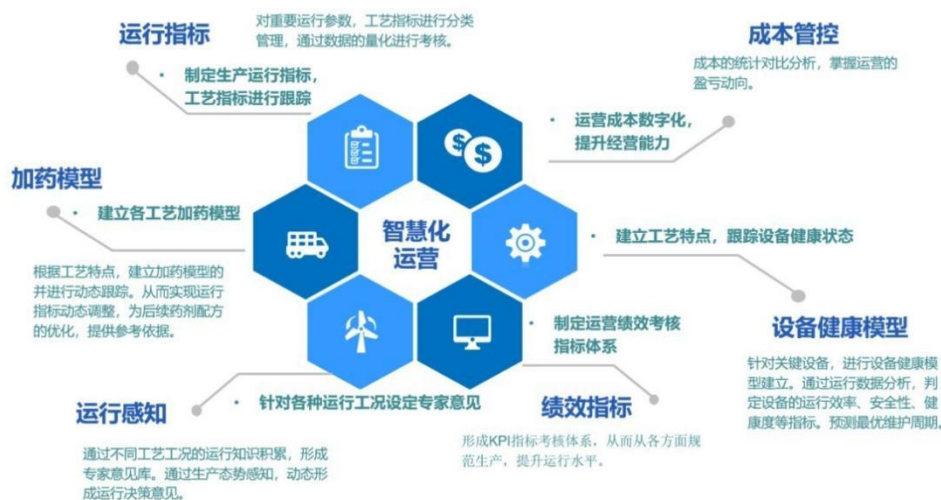 运行指标
对重要运行参数，工艺指标进行分类
管理，通过数据的量化进行考核。
• 制定生产运行指标，
工艺指标进行跟踪
成本管控
成本的统计对比分析，掌握运营的
盈亏动向。
• 运营成本数字化，
提升经营能力
加药模型
• 建立各工艺加药模型
根据工艺特点，建立加药模型的
并进行动态跟踪。从而实现运行
指标动态调整，为后续药剂配方
的优化，提供参考依据。
智慧化
运营
• 建立工艺特点，跟踪设备健康状态
设备健康模型
针对关键设备，进行设备健康模
型建立。通过运行数据分析，判
定设备的运行效率、安全性、健
康度等指标。预测最优维护周期。
• 制定运营绩效考核
指标体系
绩效指标
形成KPI指标考核体系，从而从各方面规
范生产，提升运行水平。
• 针对各种运行工况设定专家意见
运行感知
通过不同工艺工况的运行知识积累，形成
专家意见库。通过生产态势感知，动态形
成运行决策意见。